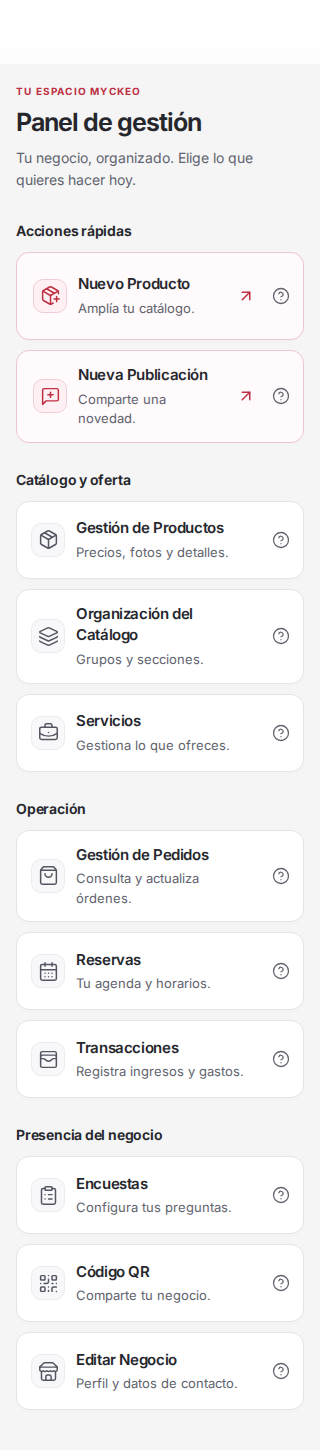 TU ESPACIO MYCKEO
Panel de gestión
Tu negocio, organizado. Elige lo que
quieres hacer hoy.
Acciones rápidas
Nuevo Producto
Amplía tu catálogo.
Nueva Publicación
Comparte una
novedad.
Catálogo y oferta
Gestión de Productos
Precios, fotos y detalles.
Organización del
Catálogo
Grupos y secciones.
Servicios
Gestiona lo que ofreces.
Operación
Gestión de Pedidos
Consulta y actualiza
órdenes.
Reservas
Tu agenda y horarios.
Transacciones
Registra ingresos y gastos.
Presencia del negocio
Encuestas
Configura tus preguntas.
Código QR
Comparte tu negocio.
Editar Negocio
Perfil y datos de contacto.